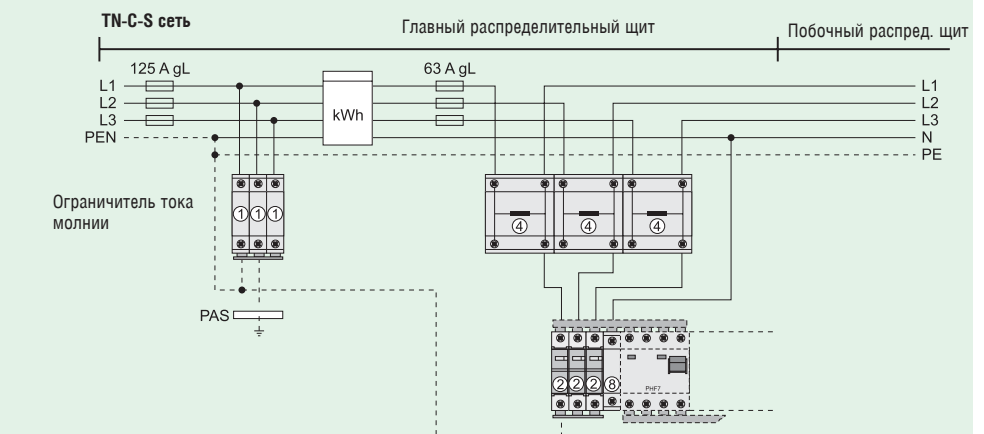 TN-C-S сеть
Главный распределительный щит
Побочный распред. щит
125 A gL
63 A gL
L1
L2
L3
PEN
kWh
L1
L2
L3
N
PE
Ограничитель тока
молнии
1 1 1
4 4 4
PAS
2 2 2 8
PHF7